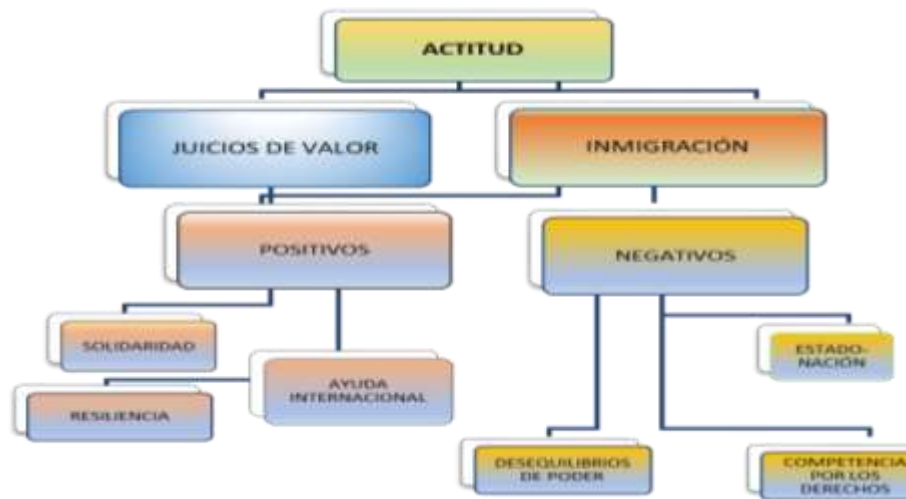 ACTITUD
JUICIOS DE VALOR
INMIGRACIÓN
POSITIVOS
NEGATIVOS
SOLIDARIDAD
ESTADO-
NACIÓN
AYUDA
INTERNACIONAL
RESILIENCIA
DESEQUILIBRIOS
DE PODER
COMPETENCIA
POR LOS
DERECHOS